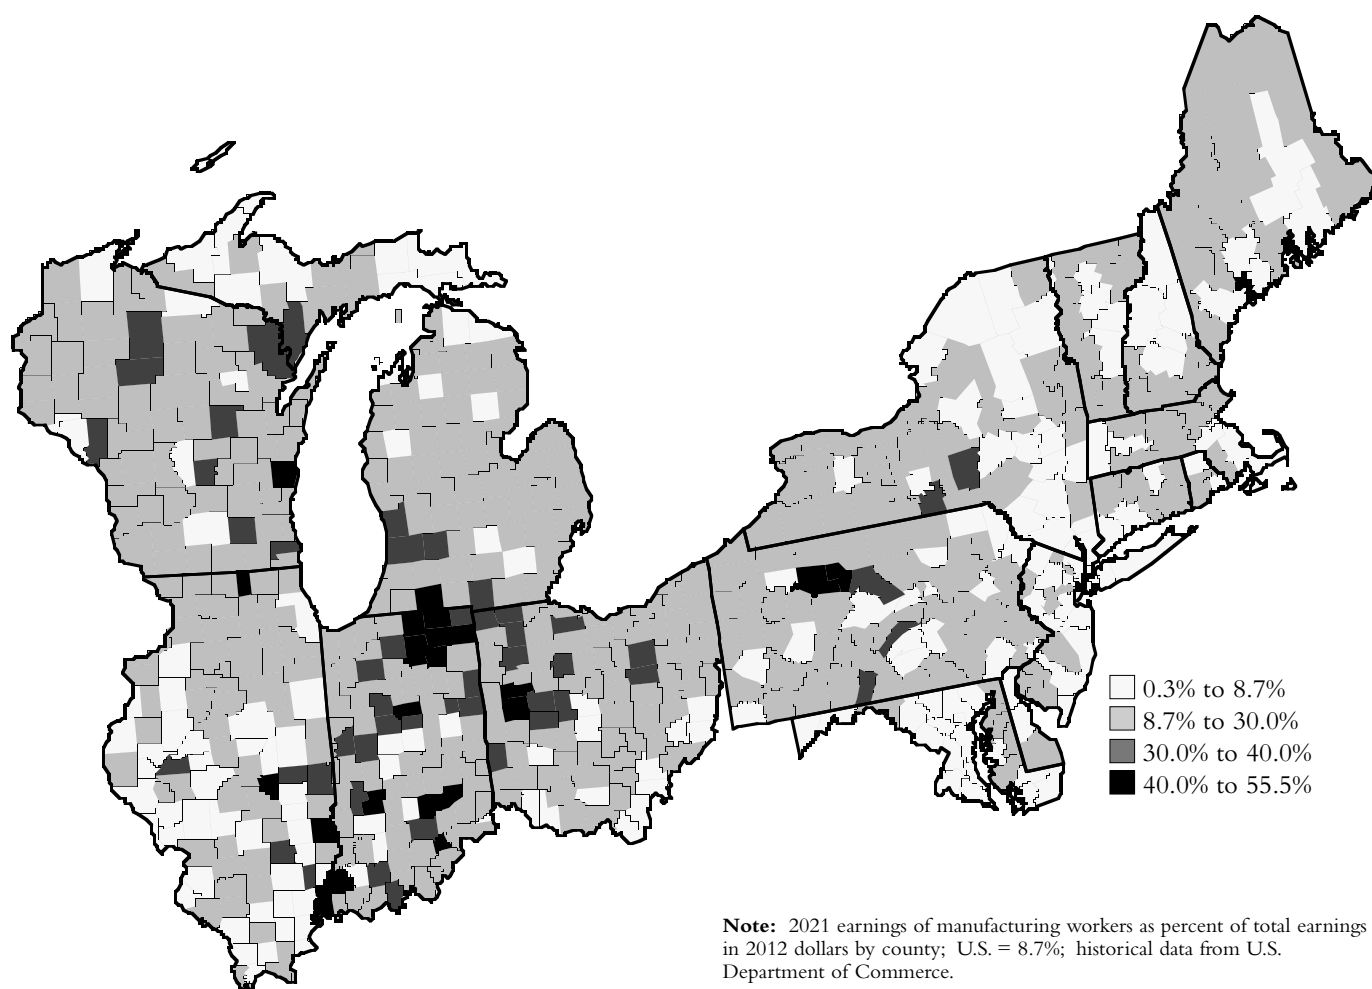 0.3% to 8.7%
8.7% to 30.0%
30.0% to 40.0%
40.0% to 55.5%
Note: 2021 earnings of manufacturing workers as percent of total earnings
in 2012 dollars by county; U.S. = 8.7%; historical data from U.S.
Department of Commerce.